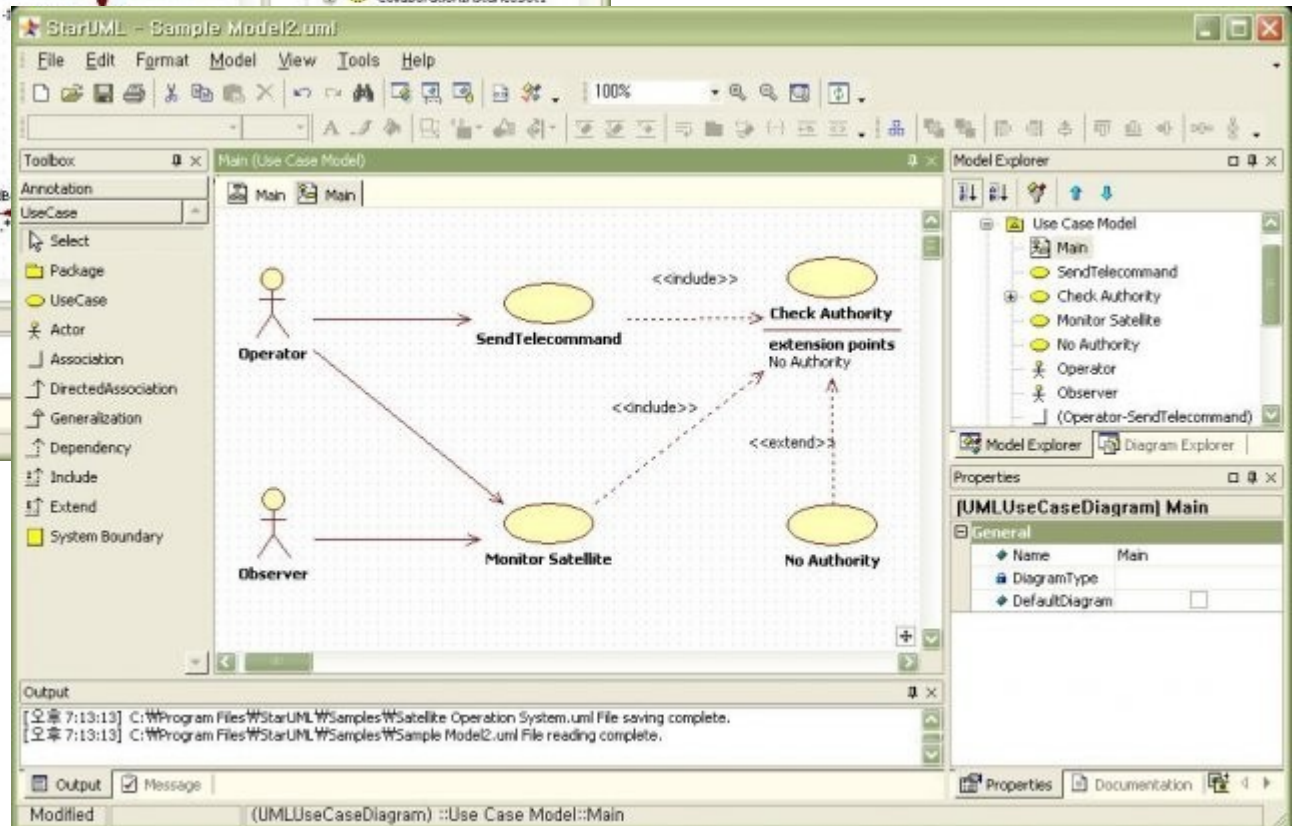 StarUML - Sample Model2.uml
File Edit Format Model View Tools Help
100%
Toolbox
Annotation
UseCase
Select
Package
UseCase
Actor
Association
DirectedAssociation
Generalization
Dependency
Include
Extend
System Boundary
Main (Use Case Model)
Main Main
Operator
SendTelecommand
<<include>>
Check Authority
extension points
No Authority
<<include>>
<<extend>>
Observer
Monitor Satellite
No Authority
Model Explorer
Use Case Model
Main
SendTelecommand
Check Authority
Monitor Satellite
No Authority
Operator
Observer
(Operator-SendTelecommand)
Model Explorer Diagram Explorer
Properties
(UMLUseCaseDiagram) Main
General
Name Main
DiagramType
DefaultDiagram
Properties Documentation
Output
[오후 7:13:13] C:₩Program Files₩StarUML₩Samples₩Satellite Operation System.uml File saving complete.
[오후 7:13:13] C:₩Program Files₩StarUML₩Samples₩Sample Model2.uml File reading complete.
Output Message
Modified (UMLUseCaseDiagram) ::Use Case Model::Main